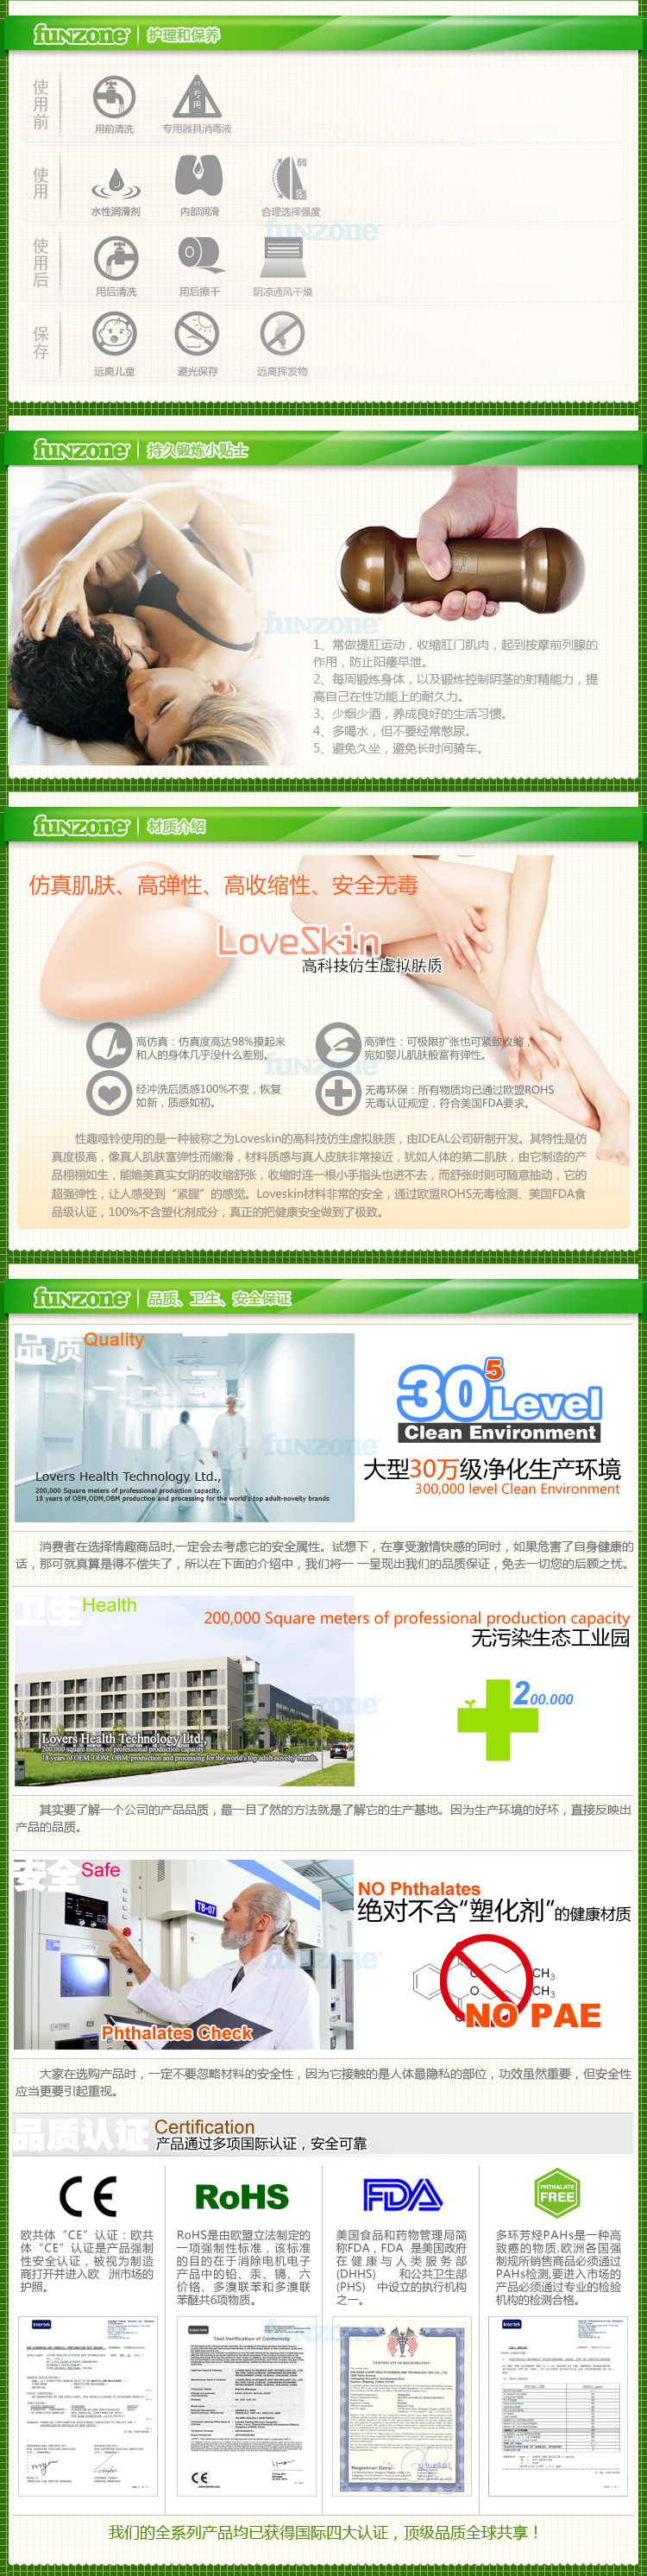 funzone 护理和保养
使用前
用前清洗 专用器具消毒液
专用
使用
水性润滑剂 内部润滑 合理选择强度
funzone
使用后
用后清洗 用后擦干 阴凉通风干燥
保存
远离儿童 避光保存 远离挥发物
funzone 持久锻炼小贴士
funzone
1、常做提肛运动，收缩肛门肌肉，起到按摩前列腺的
作用，防止阳痿早泄。
2、每周锻炼身体，以及锻炼控制阴茎的射精能力，提
高自己在性功能上的耐久力。
3、少烟少酒，养成良好的生活习惯。
4、多喝水，但不要经常憋尿。
5、避免久坐，避免长时间骑车。
funzone 材质介绍
仿真肌肤、高弹性、高收缩性、安全无毒
LoveSkin
高科技仿生虚拟肤质
高仿真：仿真度高达98%摸起来
和人的身体几乎没什么差别。
高弹性：可极限扩张也可紧致收缩，
宛如婴儿肌肤般富有弹性。
funzone
经冲洗后质感100%不变，恢复
如新，质感如初。
无毒环保：所有物质均已通过欧盟ROHS
无毒认证规定，符合美国FDA要求。
性趣哑铃使用的是一种被称之为Loveskin的高科技仿生虚拟肤质，由IDEAL公司研制开发。其特性是仿
真度极高，像真人肌肤富弹性而嫩滑，材料质感与真人皮肤非常接近，犹如人体的第二肌肤，由它制造的产
品栩栩如生，能媲美真实女阴的收缩舒张，收缩时连一根小手指头也进不去，而舒张时则可随意抽动，它的
超强弹性，让人感受到“紧握”的感觉。Loveskin材料非常的安全，通过欧盟ROHS无毒检测、美国FDA食
品级认证，100%不含塑化剂成分，真正的把健康安全做到了极致。
funzone 品质、卫生、安全保证
品质Quality
30⁵Level
Clean Environment
funzone
大型30万级净化生产环境
300,000 level Clean Environment
Lovers Health Technology Ltd.,
200,000 Square meters of professional production capacity.
18 years of OEM,ODM,OBM production and processing for the world's top adult-novelty brands
消费者在选择情趣商品时,一定会去考虑它的安全属性。试想下，在享受激情快感的同时，如果危害了自身健康的
话，那可就真算是得不偿失了，所以在下面的介绍中，我们将一 一呈现出我们的品质保证，免去一切您的后顾之忧。
卫生Health
200,000 Square meters of professional production capacity
无污染生态工业园
200.000
funzone
Lovers Health Technology Ltd.,
200,000 square meters of professional production capacity.
18 years of OEM, ODM, OBM, production and processing for the world's top adult novelty brands.
其实要了解一个公司的产品品质，最一目了然的方法就是了解它的生产基地。因为生产环境的好坏，直接反映出
产品的品质。
安全Safe
TB-07
NO Phthalates
绝对不含“塑化剂”的健康材质
funzone
O CH₃
O CH₃
NO PAE
Phthalates Check
大家在选购产品时，一定不要忽略材料的安全性，因为它接触的是人体最隐私的部位，功效虽然重要，但安全性
应当更要引起重视。
品质认证 Certification
产品通过多项国际认证，安全可靠
CE
RoHS
FDA
PHTHALATE
FREE
欧共体“CE”认证：欧共
体“CE”认证是产品强制
性安全认证，被视为制造
商打开并进入欧 洲市场的
护照。
RoHS是由欧盟立法制定的
一项强制性标准，该标准
的目的在于消除电机电子
产品中的铅、汞、镉、六
价铬、多溴联苯和多溴联
苯醚共6项物质。
美国食品和药物管理局简
称FDA，FDA 是美国政府
在健康与人类服务部
(DHHS) 和公共卫生部
(PHS) 中设立的执行机构
之一。
多环芳烃PAHs是一种高
致癌的物质.欧洲各国强
制规所销售商品必须通过
PAHs检测,要进入市场的
产品必须通过专业的检验
机构的检测合格。
Intertek
Intertek
Test Verification of Conformity
CE
CERTIFICATE OF REGISTRATION
Registrar Corp
Intertek
我们的全系列产品均已获得国际四大认证，顶级品质全球共享！